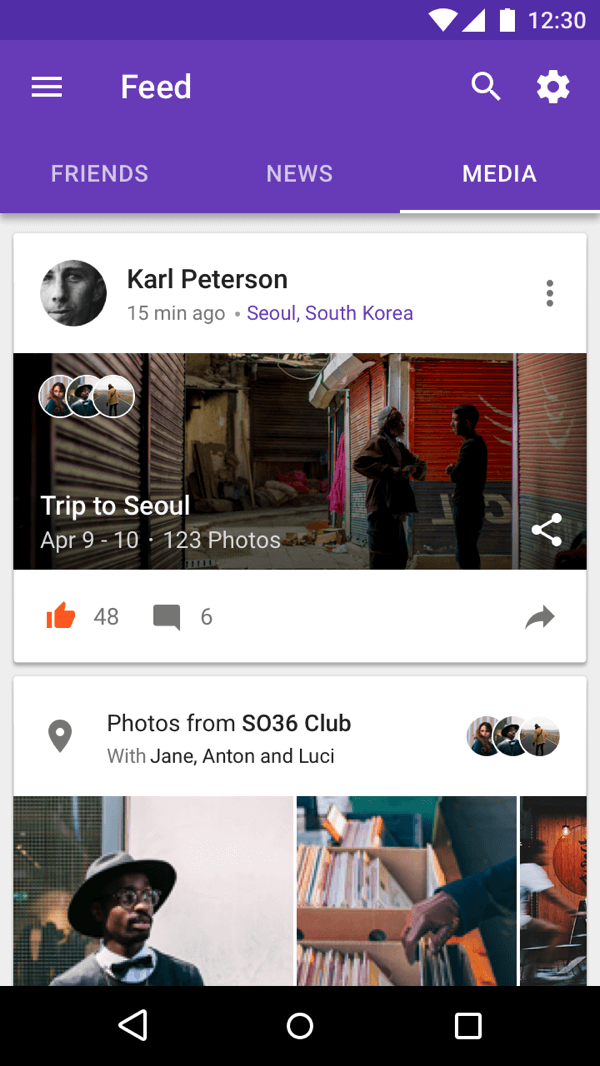 12:30
Feed
FRIENDS NEWS MEDIA
Karl Peterson
15 min ago • Seoul, South Korea
Trip to Seoul
Apr 9 - 10 · 123 Photos
48 6
Photos from SO36 Club
With Jane, Anton and Luci